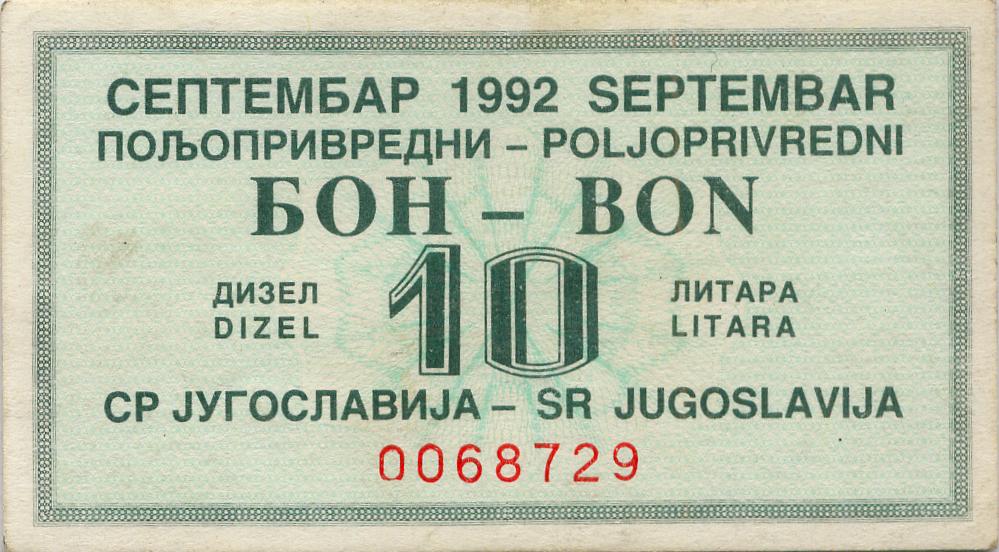 СЕПТЕМБАР 1992 SEPTEMBAR
ПОЉОПРИВРЕДНИ – POLJOPRIVREDNI
БОН – BON
ДИЗЕЛ 10 ЛИТАРА
DIZEL LITARA
СР ЈУГОСЛАВИЈА – SR JUGOSLAVIJA
0068729